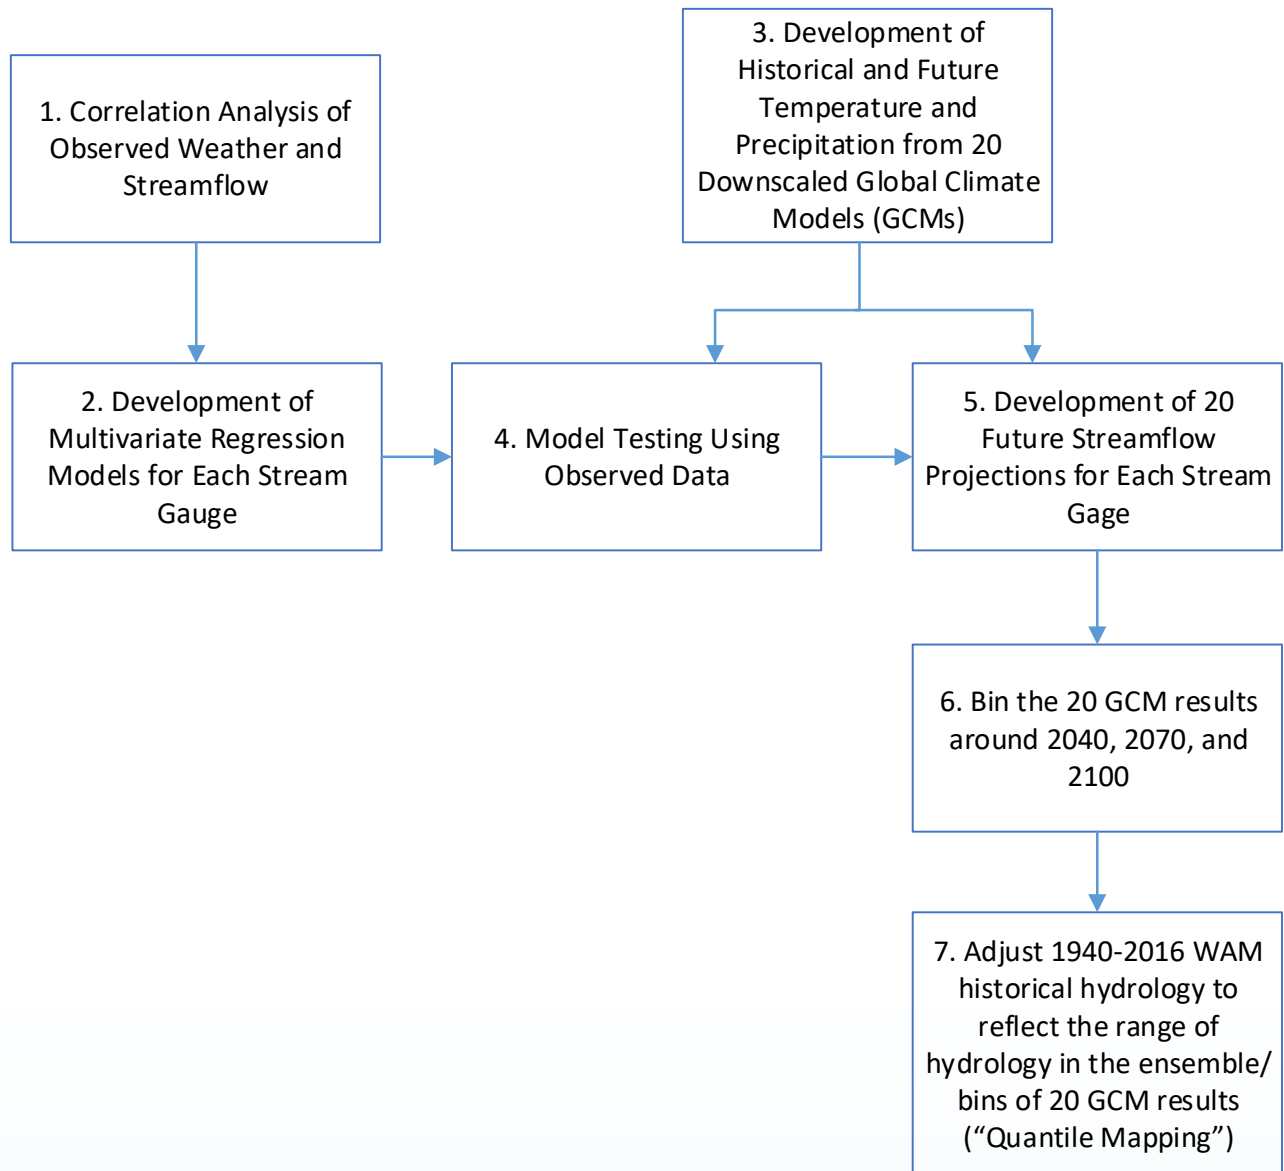 1. Correlation Analysis of
Observed Weather and
Streamflow
2. Development of
Multivariate Regression
Models for Each Stream
Gauge
3. Development of
Historical and Future
Temperature and
Precipitation from 20
Downscaled Global Climate
Models (GCMs)
4. Model Testing Using
Observed Data
5. Development of 20
Future Streamflow
Projections for Each Stream
Gage
6. Bin the 20 GCM results
around 2040, 2070, and
2100
7. Adjust 1940-2016 WAM
historical hydrology to
reflect the range of
hydrology in the ensemble/
bins of 20 GCM results
(“Quantile Mapping”)